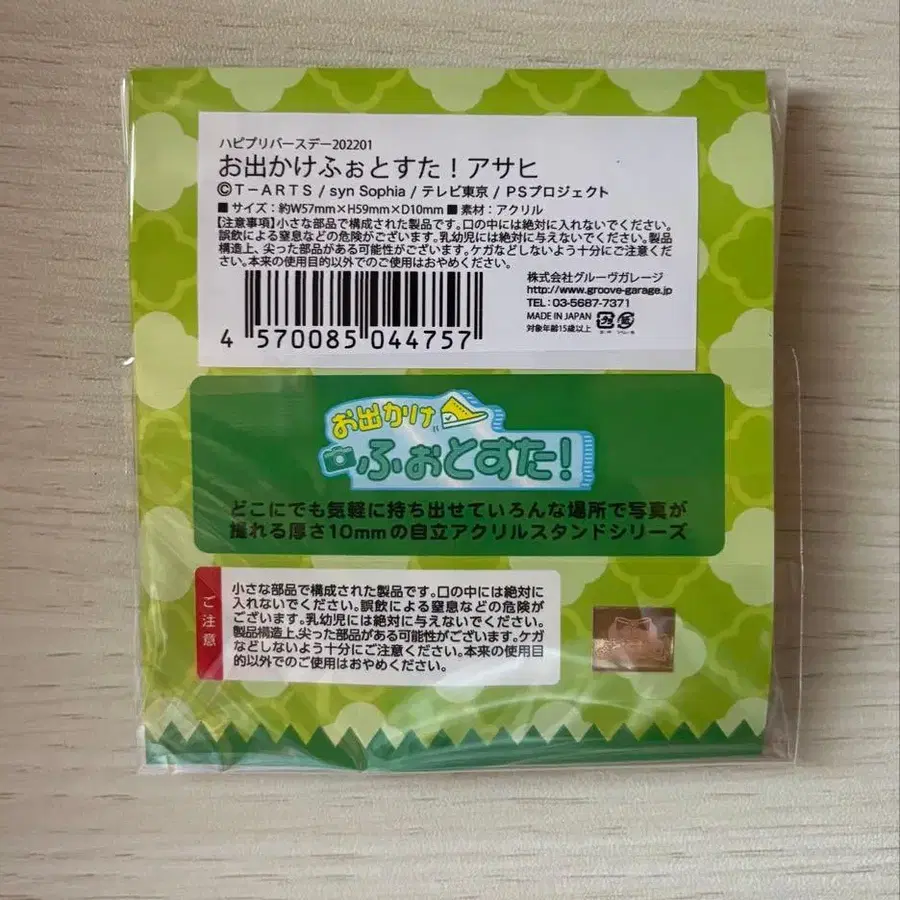 ハピプリバースデー202201
お出かけふぉとすた！アサヒ
©T-ARTS / syn Sophia / テレビ東京 / PSプロジェクト
■サイズ：約W57mm×H59mm×D10mm■素材：アクリル
【注意事項】小さな部品で構成された製品です。口の中には絶対に入れないでください。
誤飲による窒息などの危険がございます。乳幼児には絶対に与えないでください。製品
構造上、尖った部品がある可能性がございます。ケガなどしないよう十分にご注意くだ
さい。本来の使用目的以外でのご使用はおやめください。
株式会社グルーヴガレージ
http://www.groove-garage.jp
TEL：03-5687-7371
MADE IN JAPAN
対象年齢15歳以上
4 570085 044757
お出かけ
ふぉとすた！
どこにでも気軽に持ち出せていろんな場所で写真が
撮れる厚さ10mmの自立アクリルスタンドシリーズ
ご注意
小さな部品で構成された製品です。口の中には絶対に
入れないでください。誤飲による窒息などの危険が
ございます。乳幼児には絶対に与えないでください。
製品構造上、尖った部品がある可能性がございます。ケガ
などしないよう十分にご注意ください。本来の使用目
的以外でのご使用はおやめください。